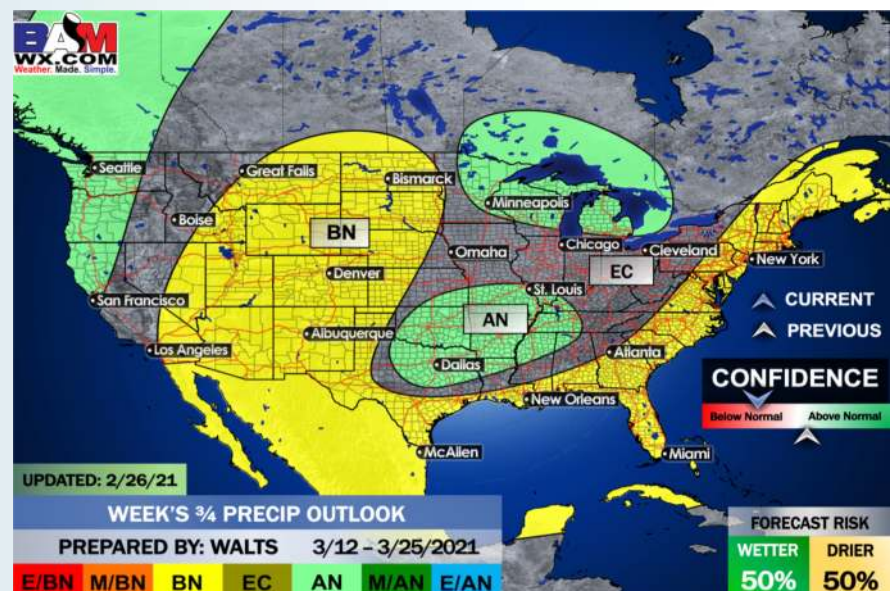 BAM
WX.COM
Weather. Made. Simple.
Seattle
Great Falls
Bismarck
Minneapolis
Boise
BN
Omaha
Chicago
Cleveland
New York
EC
Denver
San Francisco
St. Louis
CURRENT
AN
PREVIOUS
Albuquerque
Los Angeles
Dallas
Atlanta
CONFIDENCE
New Orleans
Below Normal Above Normal
McAllen
Miami
UPDATED: 2/26/21
WEEK'S ¾ PRECIP OUTLOOK
PREPARED BY: WALTS 3/12 – 3/25/2021
E/BN M/BN BN EC AN M/AN E/AN
FORECAST RISK
WETTER DRIER
50% 50%